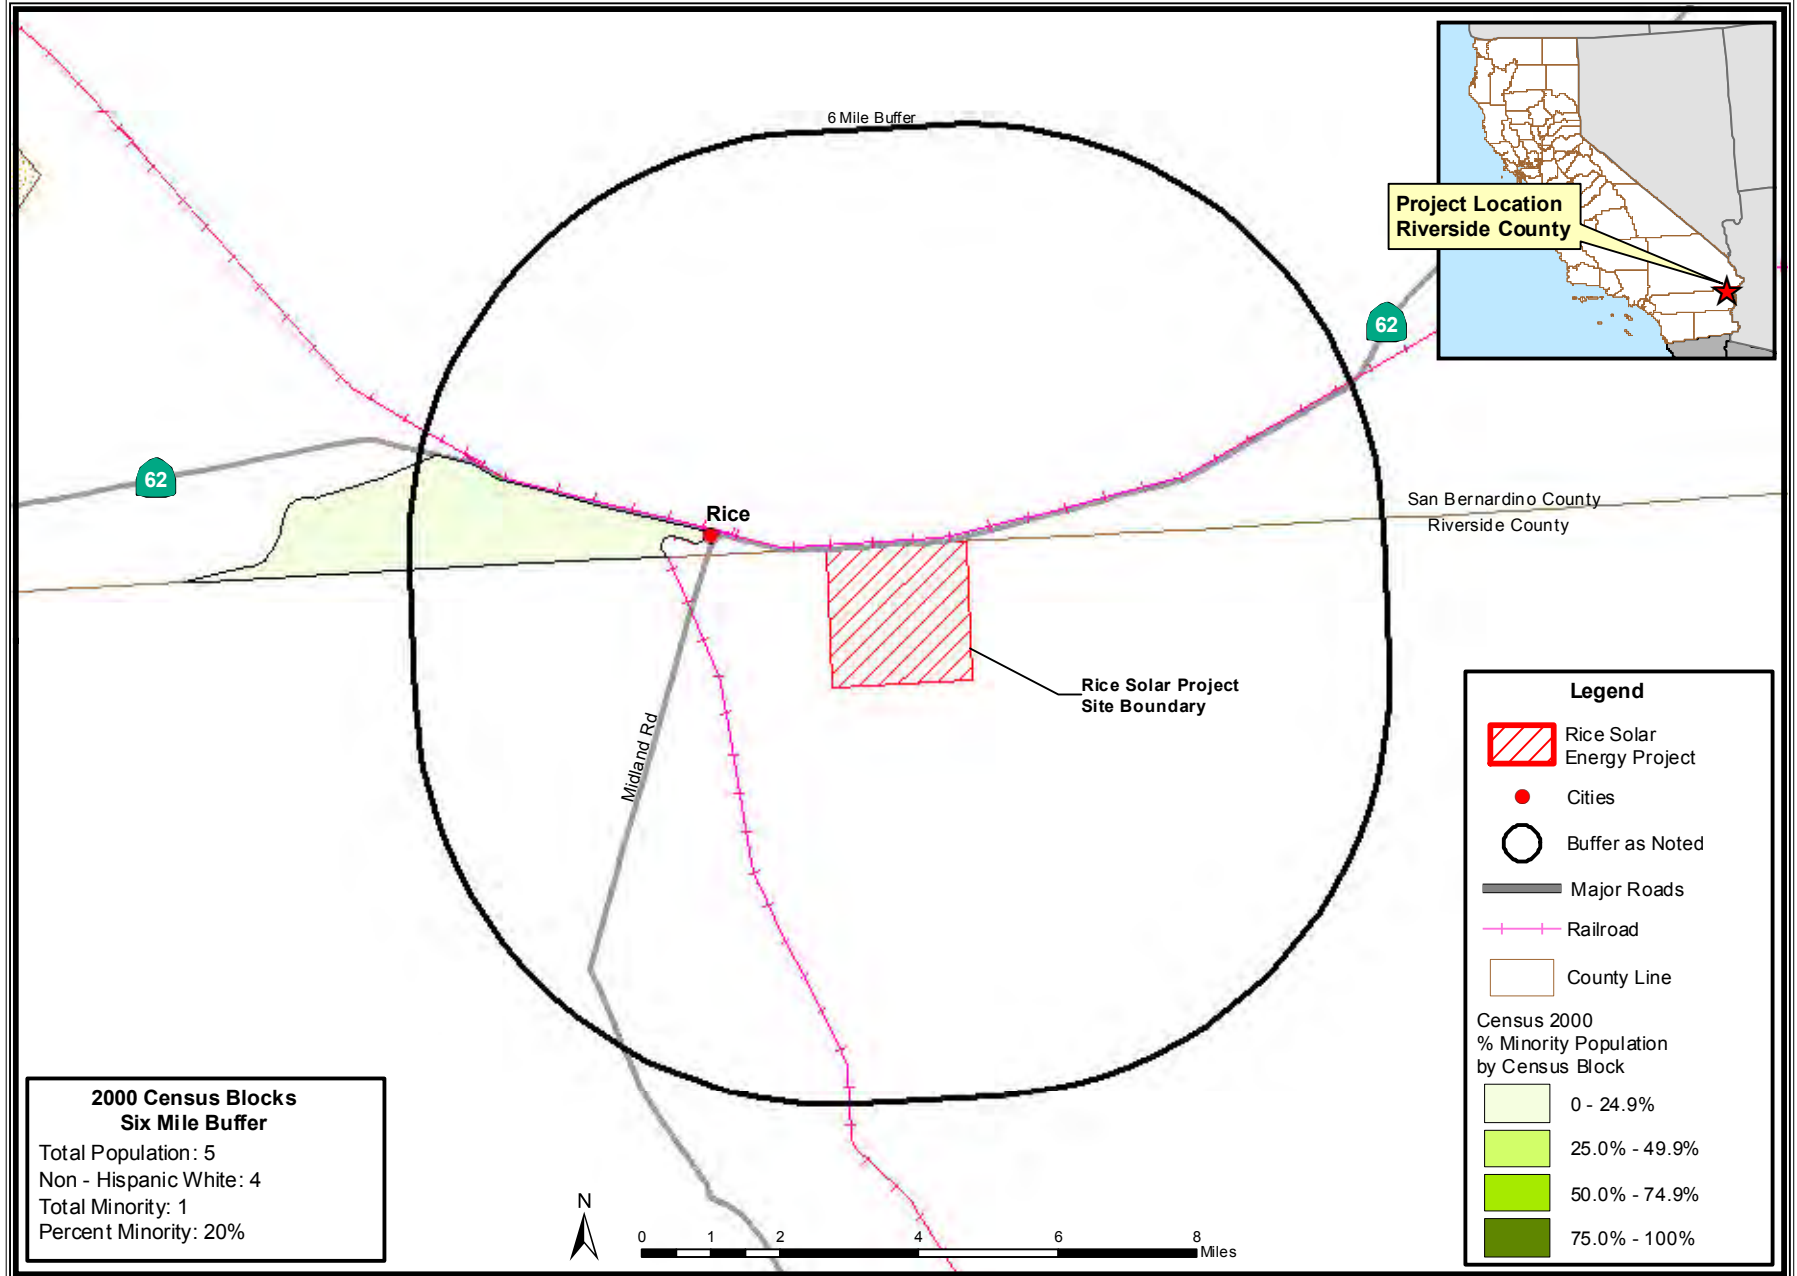 6 Mile Buffer
Project Location
Riverside County
62
62
San Bernardino County
Riverside County
Rice
Rice Solar Project
Site Boundary
Midland Rd
Legend
Rice Solar
Energy Project
Cities
Buffer as Noted
Major Roads
Railroad
County Line
Census 2000
% Minority Population
by Census Block
0 - 24.9%
25.0% - 49.9%
50.0% - 74.9%
75.0% - 100%
2000 Census Blocks
Six Mile Buffer
Total Population: 5
Non - Hispanic White: 4
Total Minority: 1
Percent Minority: 20%
N
0 1 2 4 6 8
Miles